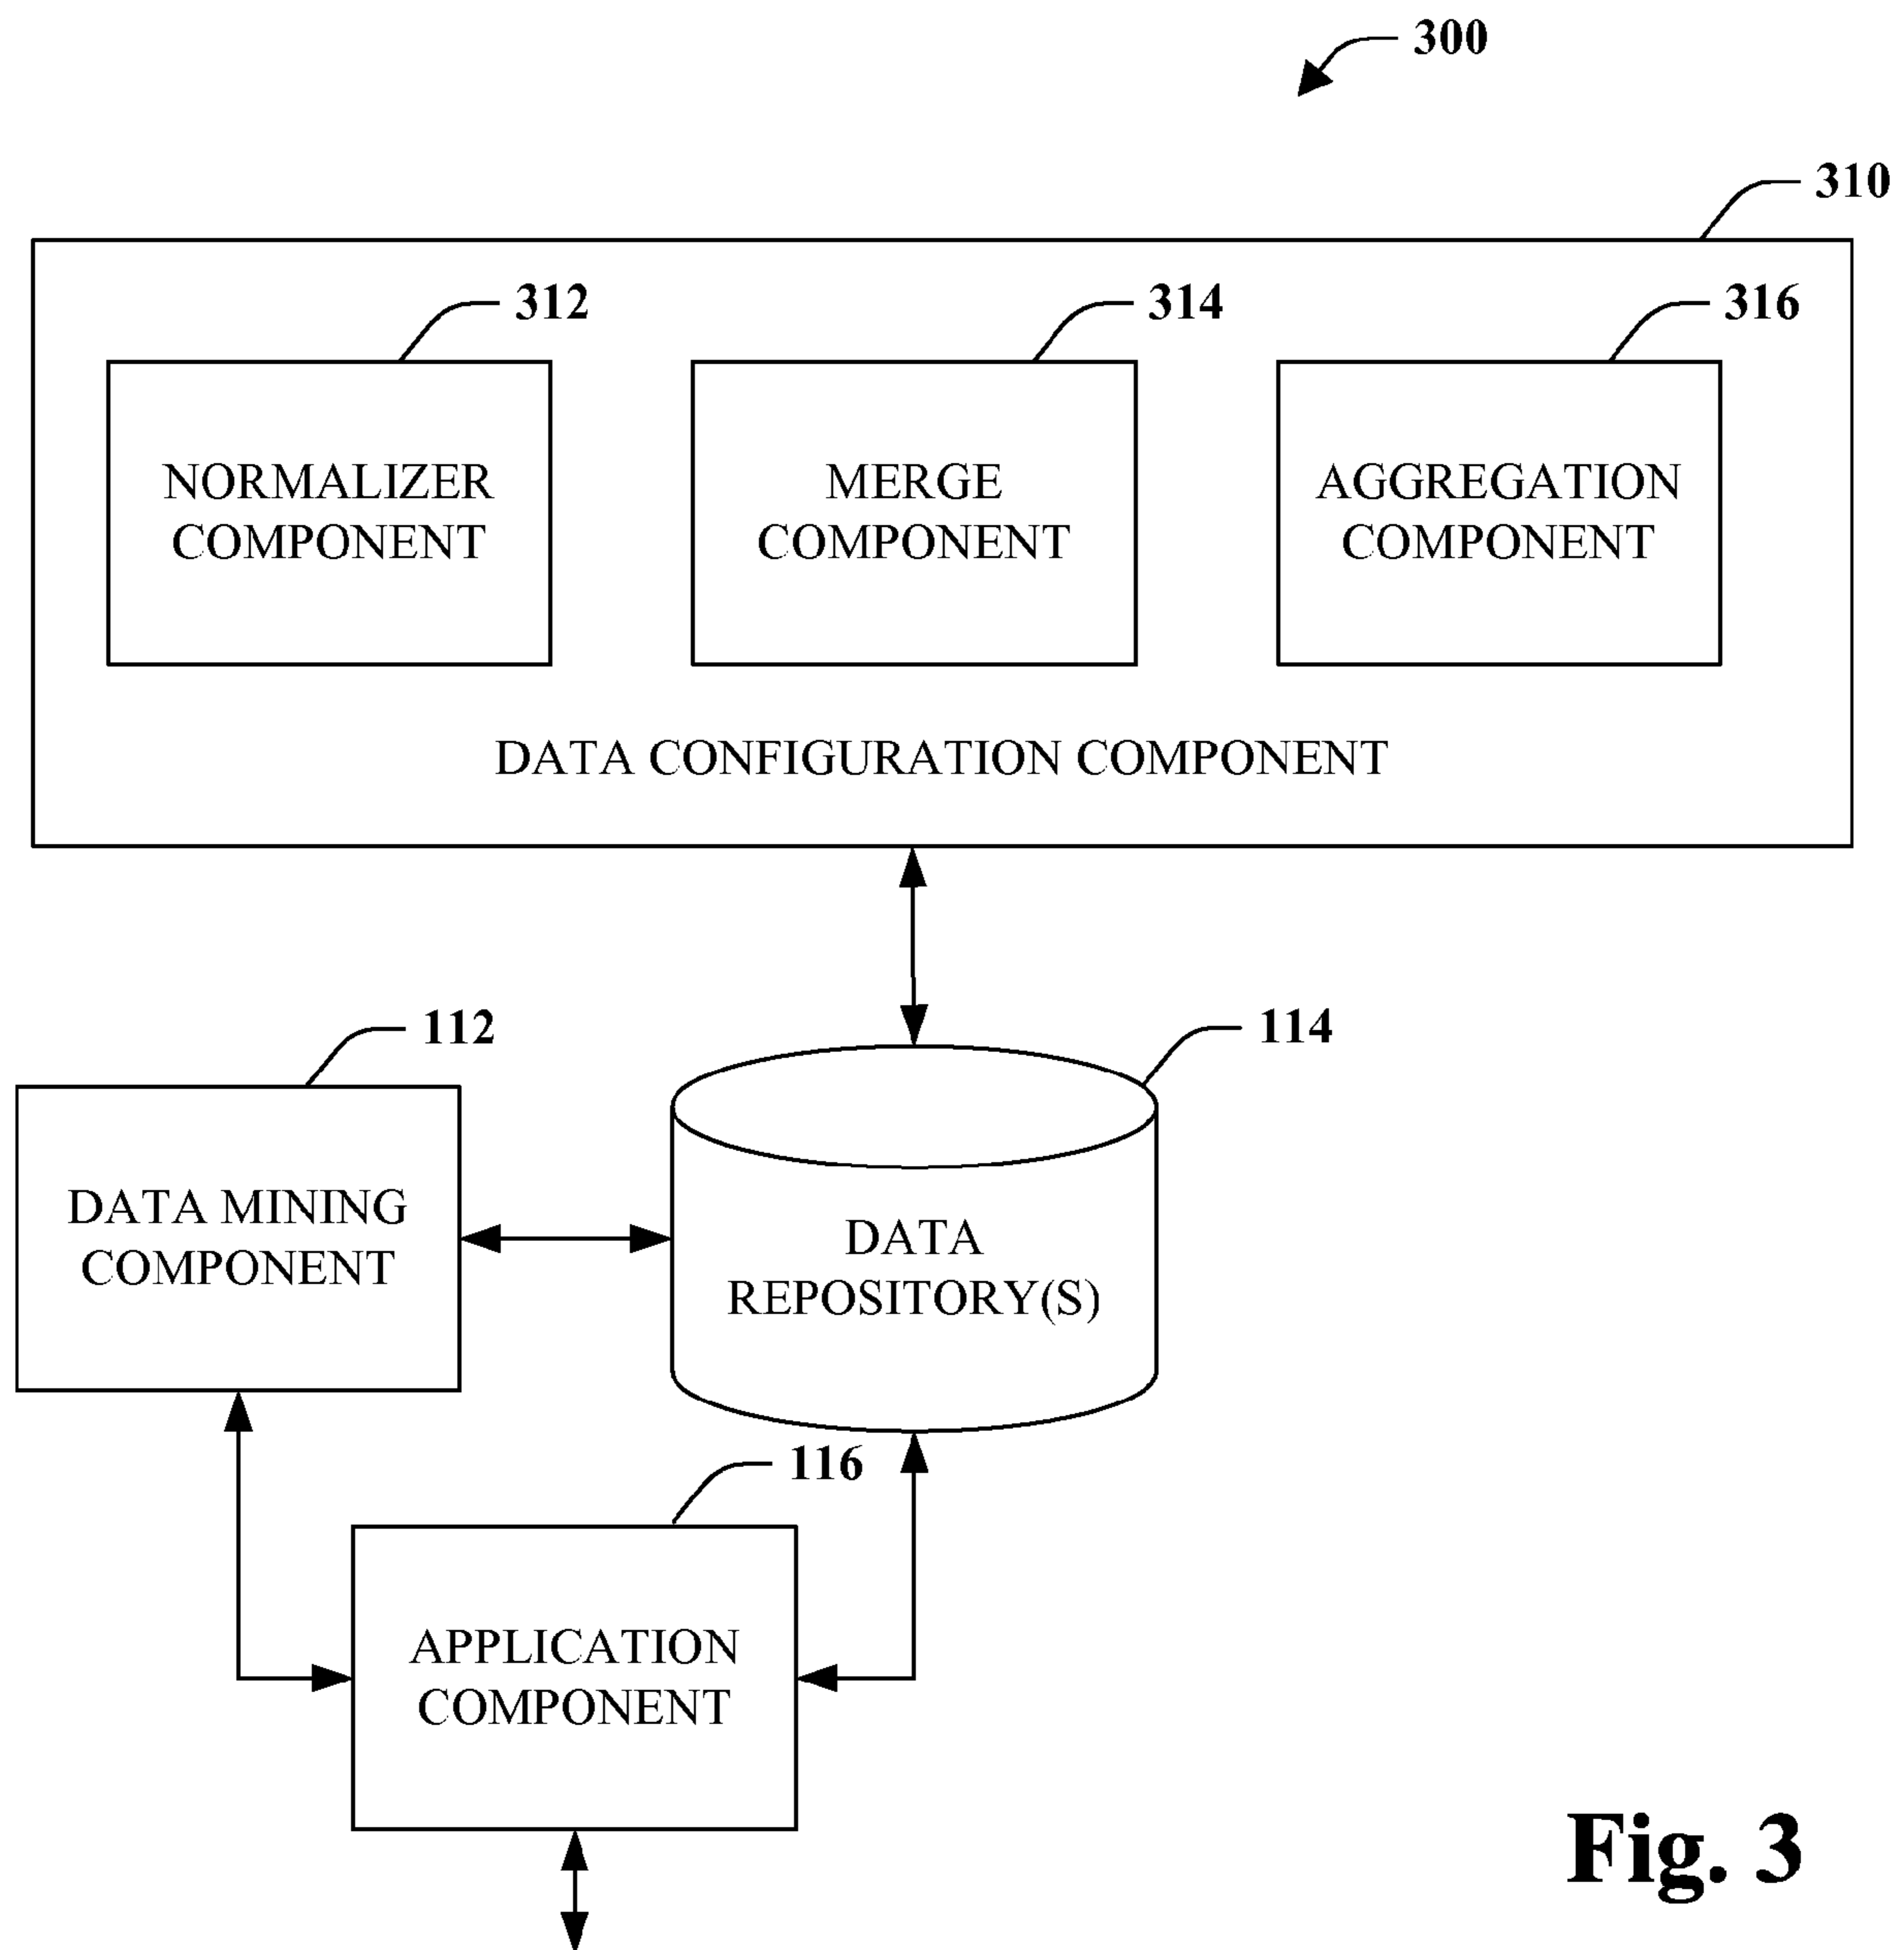 300
310
312
314
316
NORMALIZER
COMPONENT
MERGE
COMPONENT
AGGREGATION
COMPONENT
DATA CONFIGURATION COMPONENT
112
114
DATA MINING
COMPONENT
DATA
REPOSITORY(S)
116
APPLICATION
COMPONENT
Fig. 3